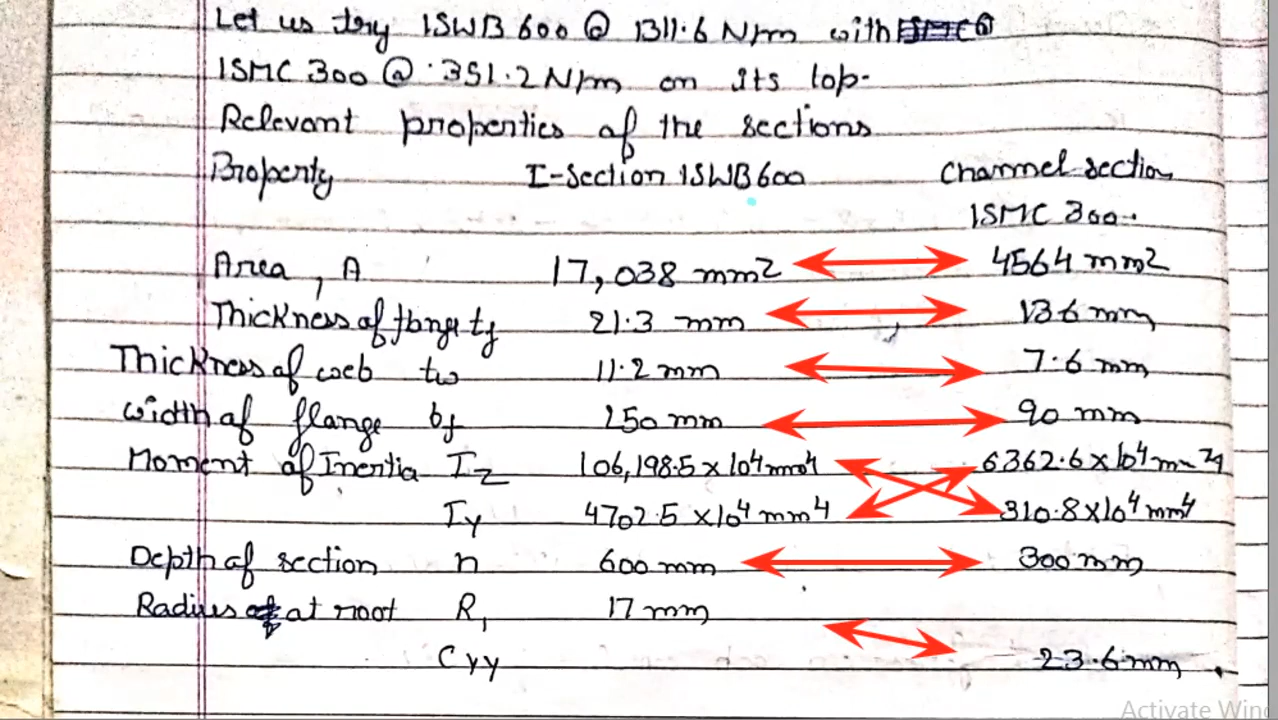 Let us try ISWB 600 @ 1311.6 N/m with
ISMC 300 @ 351.2 N/m on its top.
Relevant properties of the sections
Property I-Section ISWB 600 Channel section
ISMC 300.
Area, A 17,038 mm2 4564 mm2
Thickness of flange tf 21.3 mm 13.6 mm
Thickness of web tw 11.2 mm 7.6 mm
Width of flange bf 250 mm 90 mm
Moment of Inertia Iz 106,198.5 x 10^4 mm^4 6362.6 x 10^4 mm^4
Iy 4702.5 x 10^4 mm^4 310.8 x 10^4 mm^4
Depth of section h 600 mm 300 mm
Radius at root R1 17 mm
Cyy 23.6 mm
Activate Win